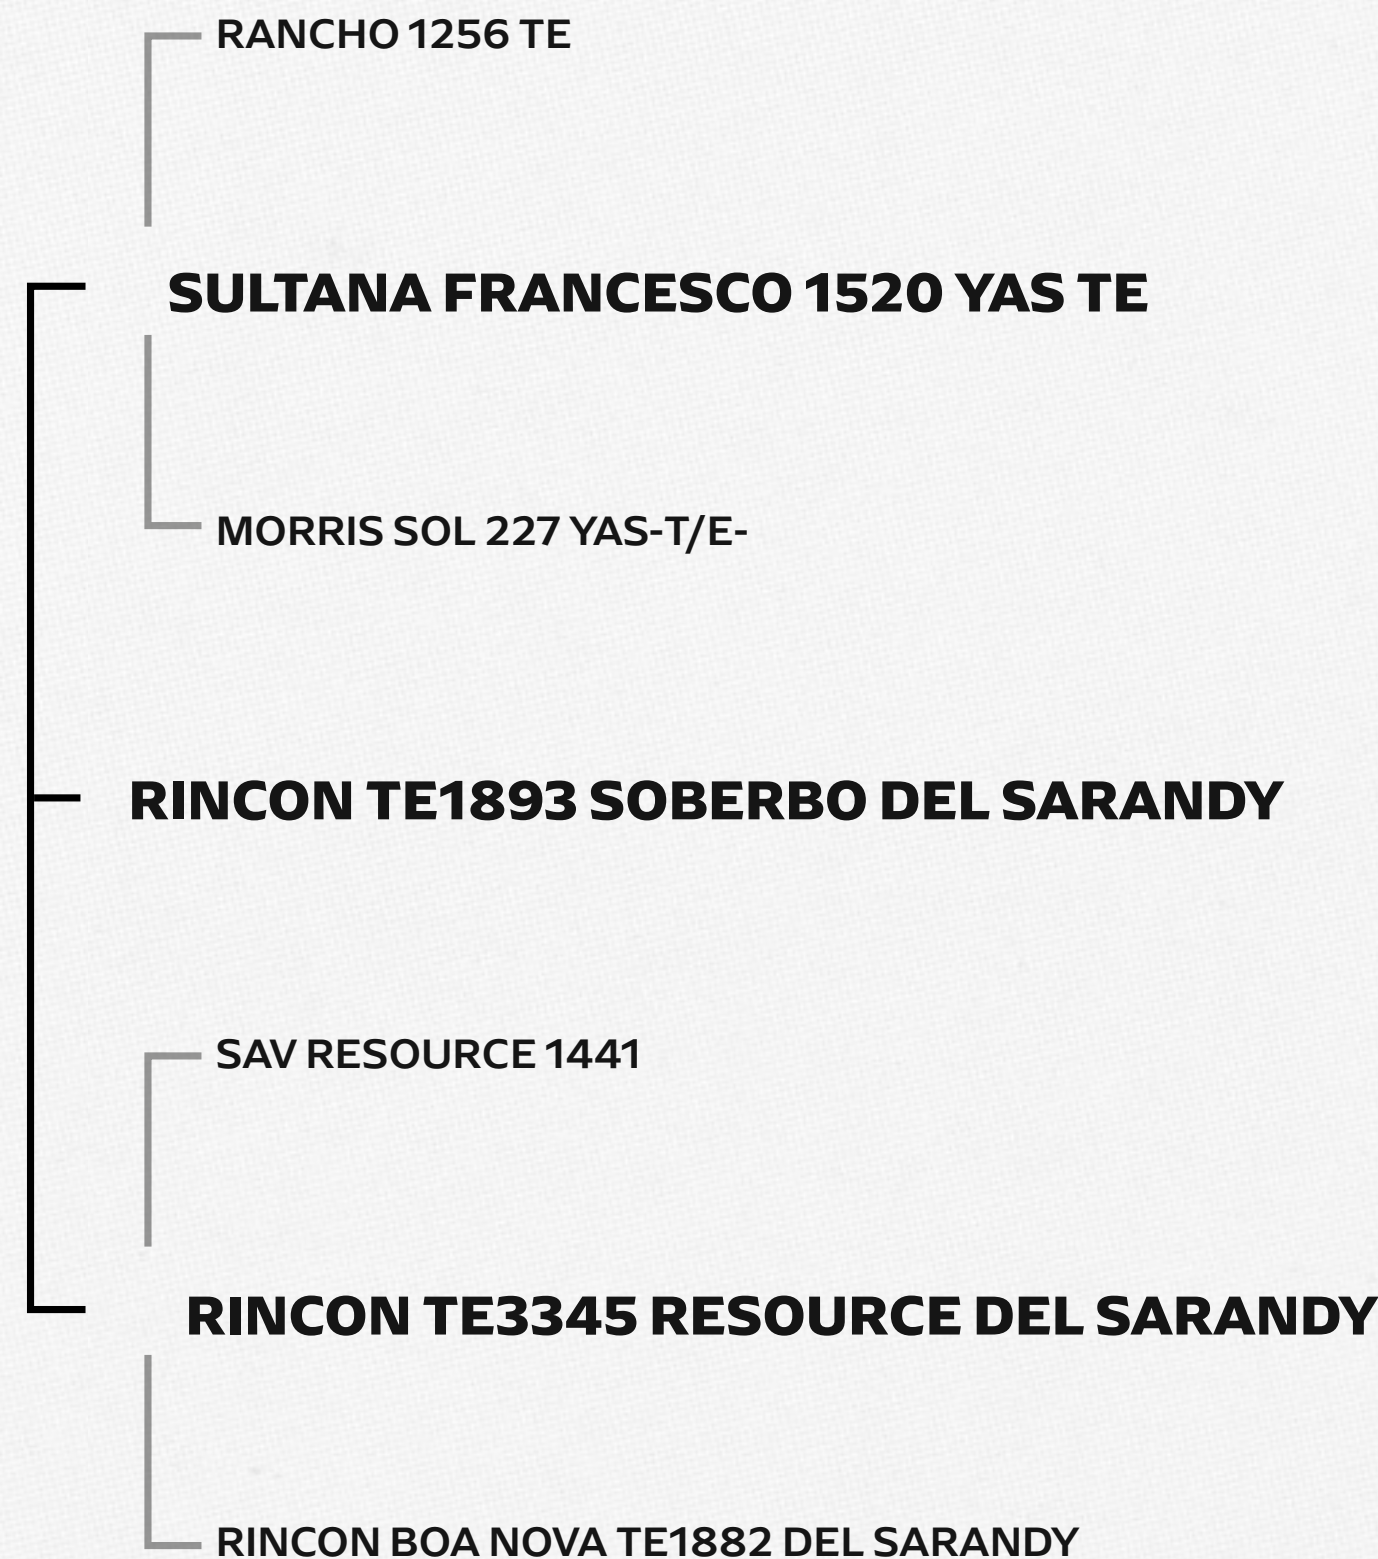 RANCHO 1256 TE
SULTANA FRANCESCO 1520 YAS TE
MORRIS SOL 227 YAS-T/E-
RINCON TE1893 SOBERBO DEL SARANDY
SAV RESOURCE 1441
RINCON TE3345 RESOURCE DEL SARANDY
RINCON BOA NOVA TE1882 DEL SARANDY